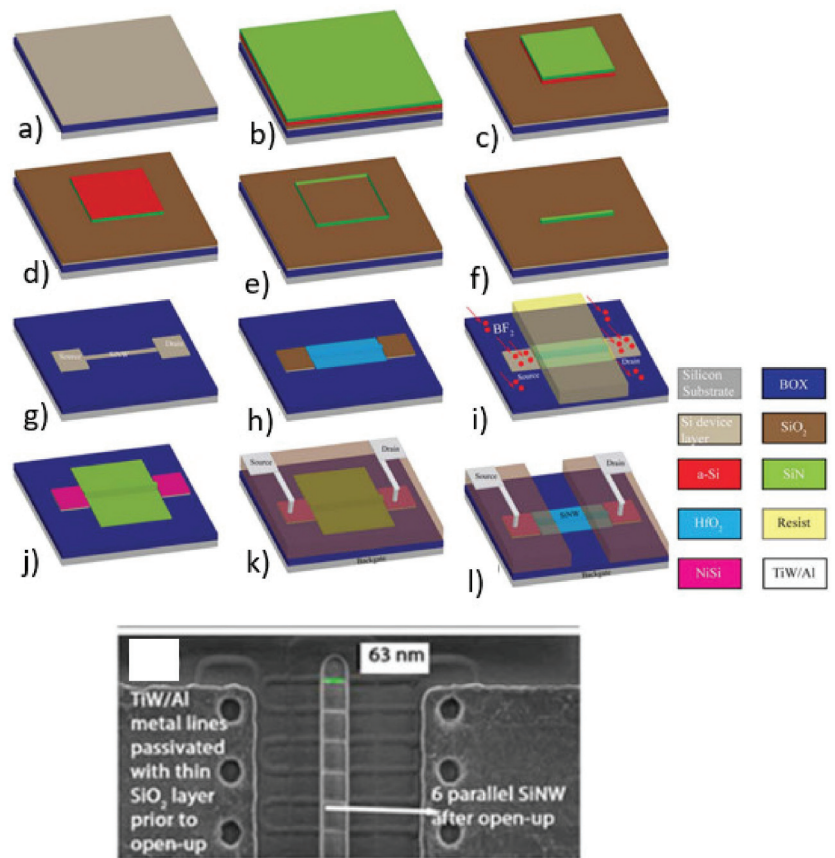 a)
b)
c)
d)
e)
f)
Source
SiNW
Drain
g)
h)
BF2
Source
Drain
i)
Silicon
Substrate
BOX
Si device
layer
SiO2
a-Si
SiN
HfO2
Resist
NiSi
TiW/Al
j)
Source
Drain
Backgate
k)
Source
Drain
SiNW
Backgate
l)
63 nm
TiW/Al
metal lines
passivated
with thin
SiO2 layer
prior to
open-up
6 parallel SiNW
after open-up